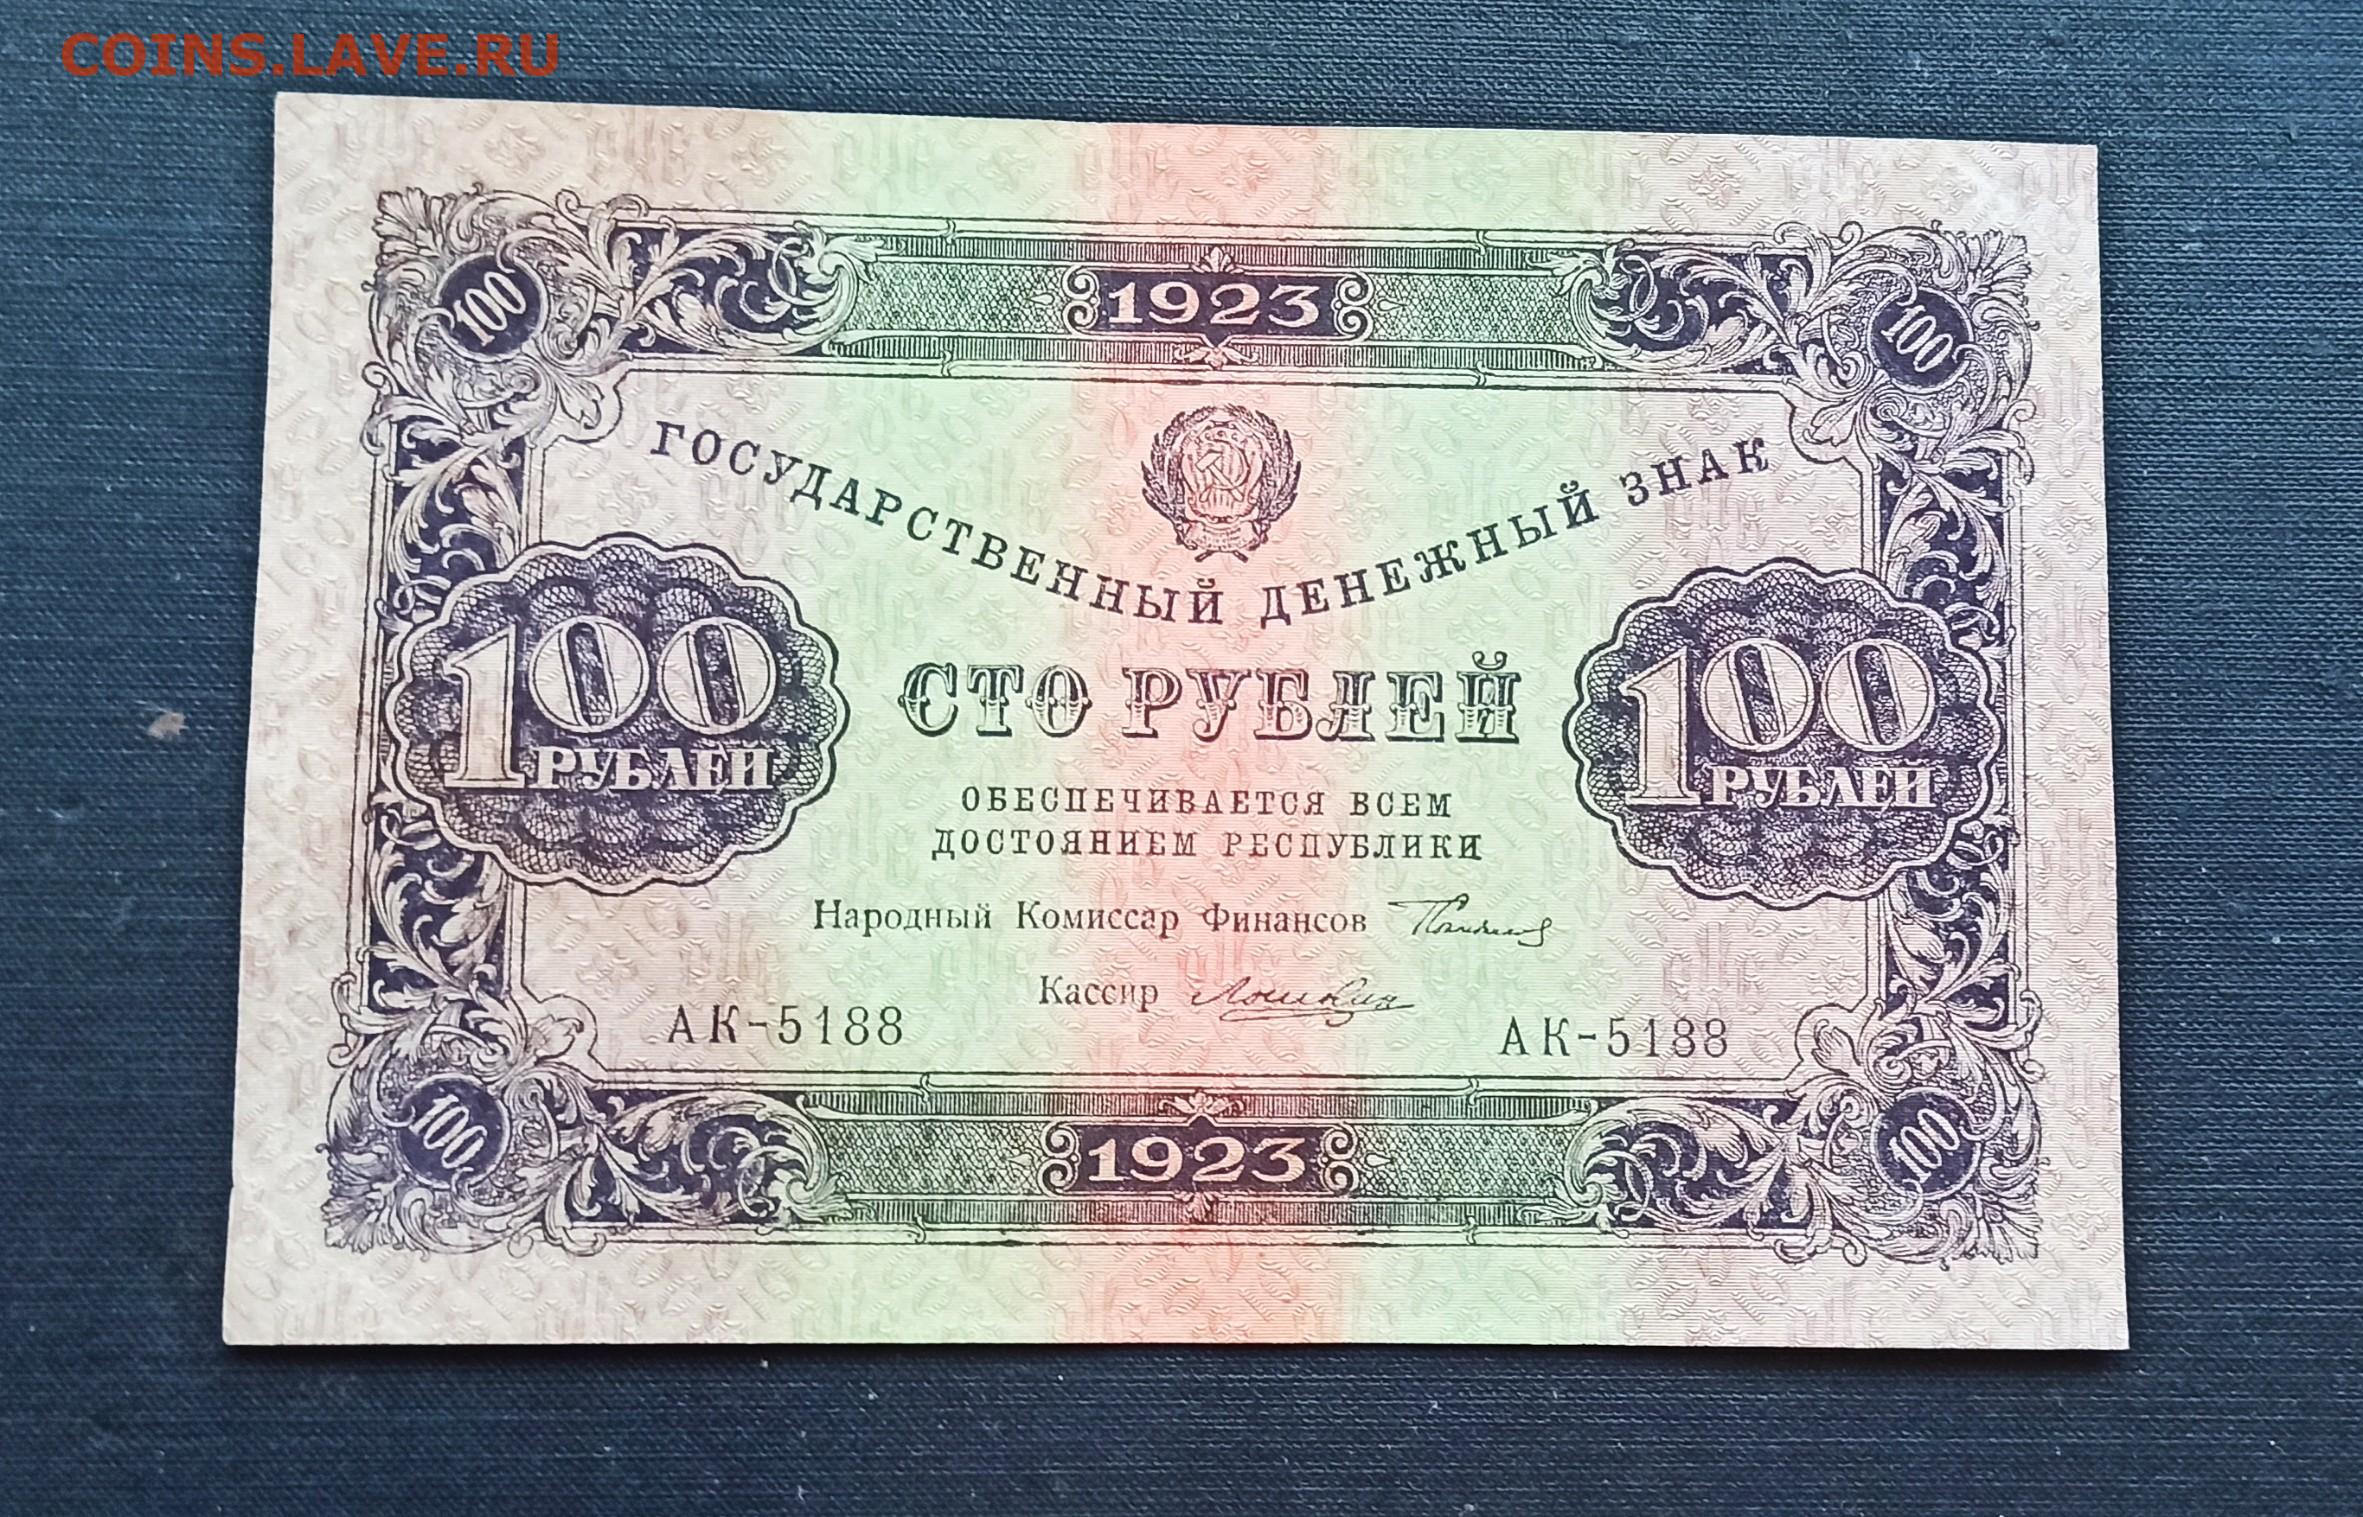 COINS.LAVE.RU
100
1923
100
ГОСУДАРСТВЕННЫЙ ДЕНЕЖНЫЙ ЗНАК
100
РУБЛЕЙ
СТО РУБЛЕЙ
100
РУБЛЕЙ
ОБЕСПЕЧИВАЕТСЯ ВСЕМ
ДОСТОЯНИЕМ РЕСПУБЛИКИ
Народный Комиссар Финансов
Кассир
АК-5188
АК-5188
100
1923
100